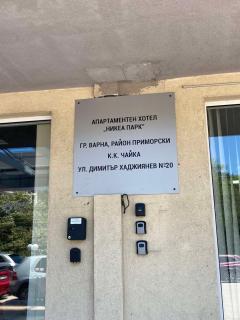 АПАРТАМЕНТЕН ХОТЕЛ
„НИКЕА ПАРК"
ГР. ВАРНА, РАЙОН ПРИМОРСКИ
К.К. ЧАЙКА
УЛ. ДИМИТЪР ХАДЖИЯНЕВ №20